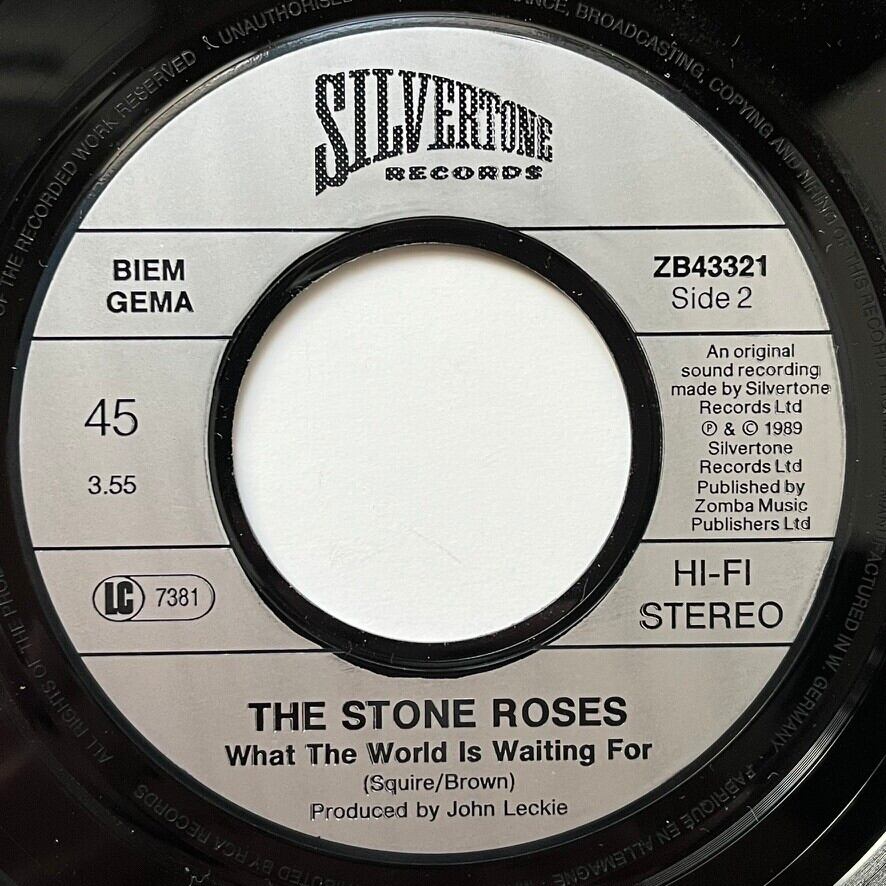 SILVERTONE
RECORDS
BIEM
GEMA
ZB43321
Side 2
45
3.55
An original
sound recording
made by Silvertone
Records Ltd
℗ & © 1989
Silvertone
Records Ltd
Published by
Zomba Music
Publishers Ltd
LC 7381
HI-FI
STEREO
THE STONE ROSES
What The World Is Waiting For
(Squire/Brown)
Produced by John Leckie
ALL RIGHTS OF THE
OF THE RECORDED WORK RESERVED
UNAUTHORISED
BROADCASTING, COPYING AND HIRING OF THIS RECORD
MANUFACTURED IN W. GERMANY
FABRIQUÉ EN ALLEMAGNE
BY RCA RECORDS